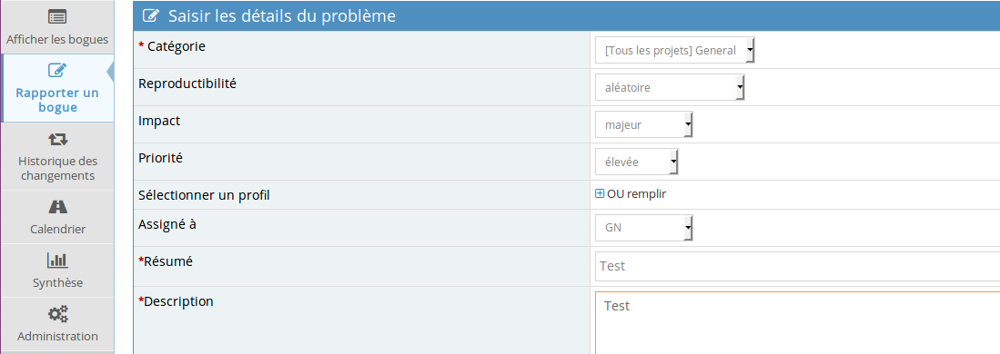 Afficher les bogues
Rapporter un
bogue
Historique des
changements
Calendrier
Synthèse
Administration
Saisir les détails du problème
* Catégorie
[Tous les projets] General
Reproductibilité
aléatoire
Impact
majeur
Priorité
élevée
Sélectionner un profil
OU remplir
Assigné à
GN
*Résumé
Test
*Description
Test